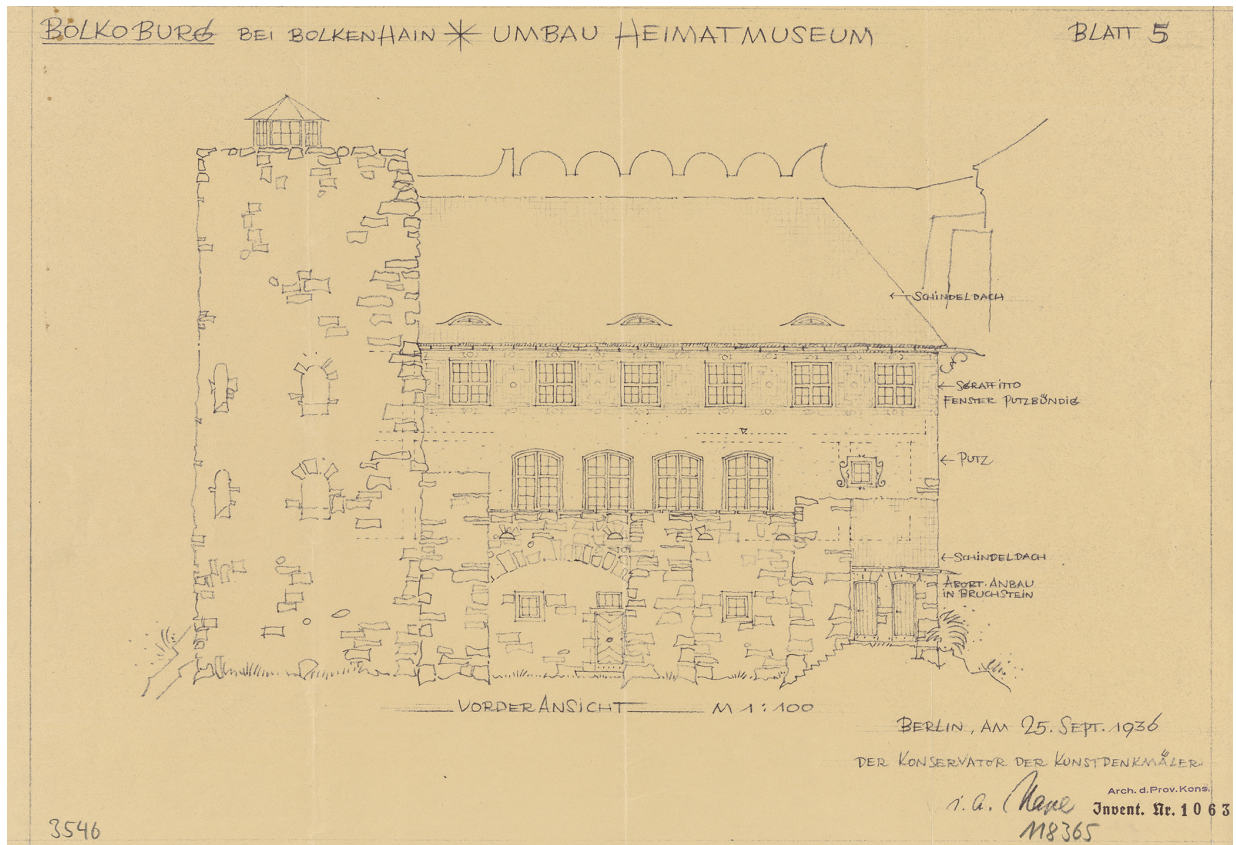 BOLKOBURG BEI BOLKENHAIN ✳ UMBAU HEIMATMUSEUM
BLATT 5
← SCHINDELDACH
← SGRAFFITTO
FENSTER PUTZBÜNDIG
← PUTZ
← SCHINDELDACH
ABORT-ANBAU
IN BRUCHSTEIN
VORDERANSICHT M 1:100
BERLIN, AM 25. SEPT. 1936
DER KONSERVATOR DER KUNSTDENKMÄLER
i. A.
Arch. d. Prov. Kons.
Invent. Nr. 1063
118365
3546